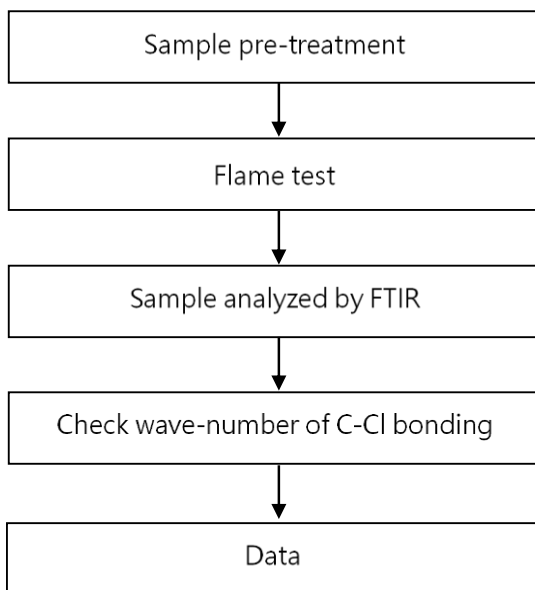 Sample pre-treatment
Flame test
Sample analyzed by FTIR
Check wave-number of C-Cl bonding
Data